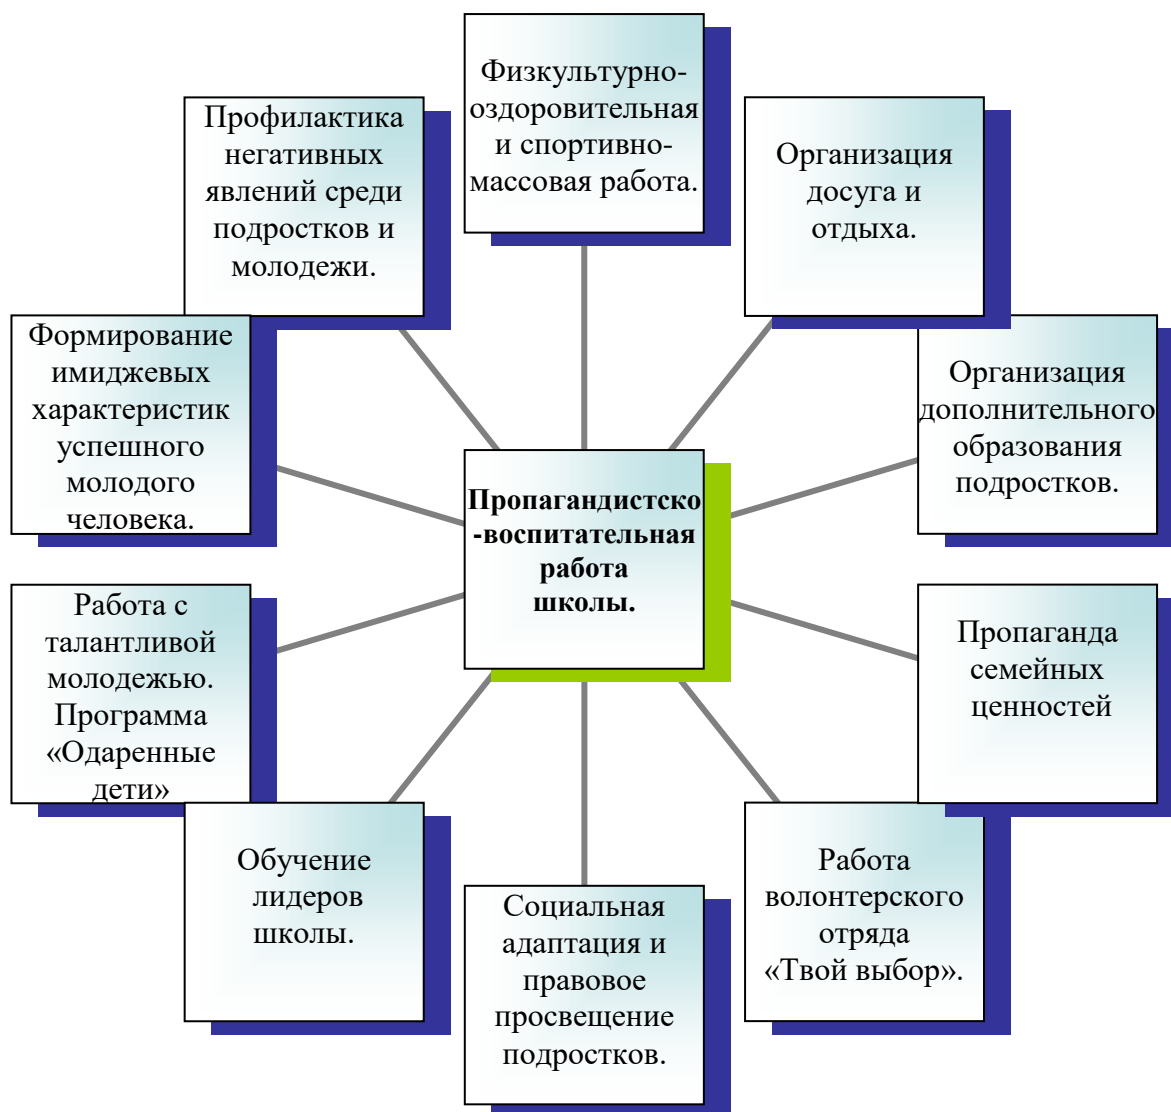 Физкультурно-
оздоровительная
и спортивно-
массовая работа.
Организация
досуга и
отдыха.
Организация
дополнительного
образования
подростков.
Пропаганда
семейных
ценностей
Работа
волонтерского
отряда
«Твой выбор».
Социальная
адаптация и
правовое
просвещение
подростков.
Обучение
лидеров
школы.
Работа с
талантливой
молодежью.
Программа
«Одаренные
дети»
Формирование
имиджевых
характеристик
успешного
молодого
человека.
Профилактика
негативных
явлений среди
подростков и
молодежи.
Пропагандистско
-воспитательная
работа
школы.